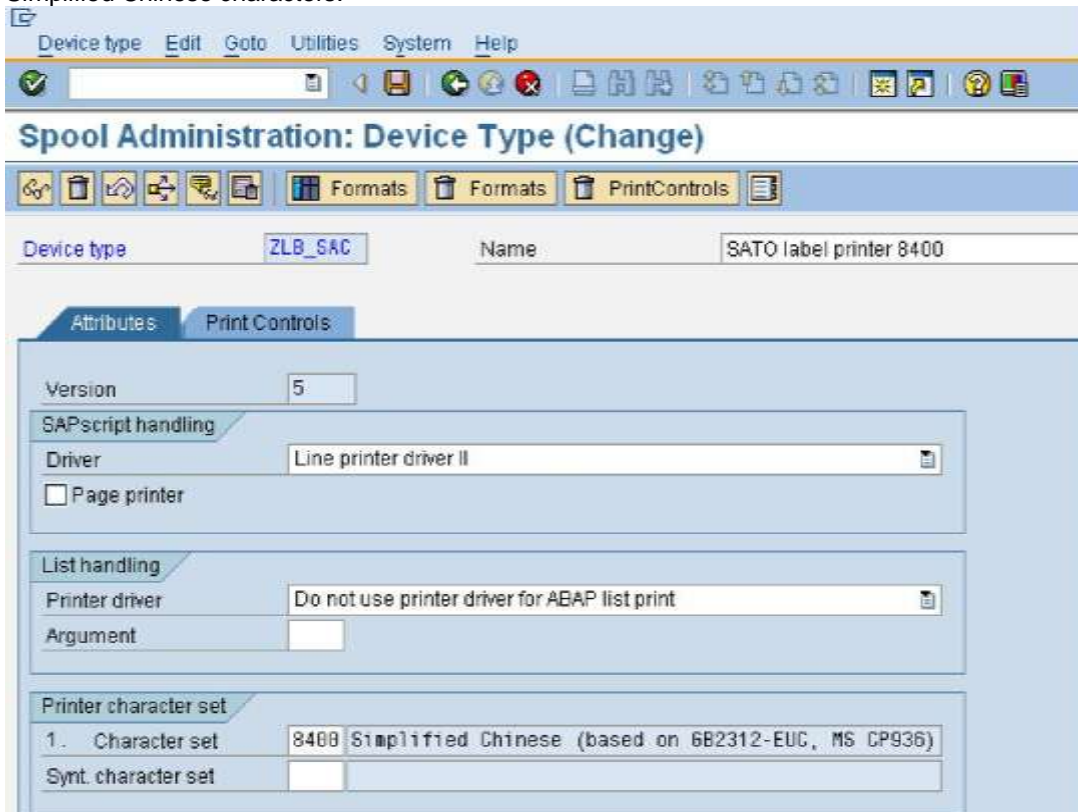 Simplified Chinese characters.
Device type Edit Goto Utilities System Help
Spool Administration: Device Type (Change)
Formats Formats PrintControls
Device type ZLB_SAC Name SATO label printer 8400
Attributes Print Controls
Version 5
SAPscript handling
Driver Line printer driver II
Page printer
List handling
Printer driver Do not use printer driver for ABAP list print
Argument
Printer character set
1. Character set 8400 Simplified Chinese (based on GB2312-EUC, MS CP936)
Synt. character set